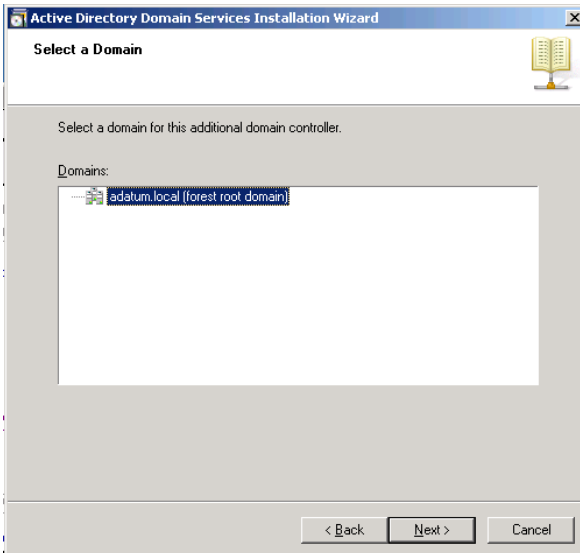 Active Directory Domain Services Installation Wizard
Select a Domain
Select a domain for this additional domain controller.
Domains:
adatum.local (forest root domain)
< Back
Next >
Cancel